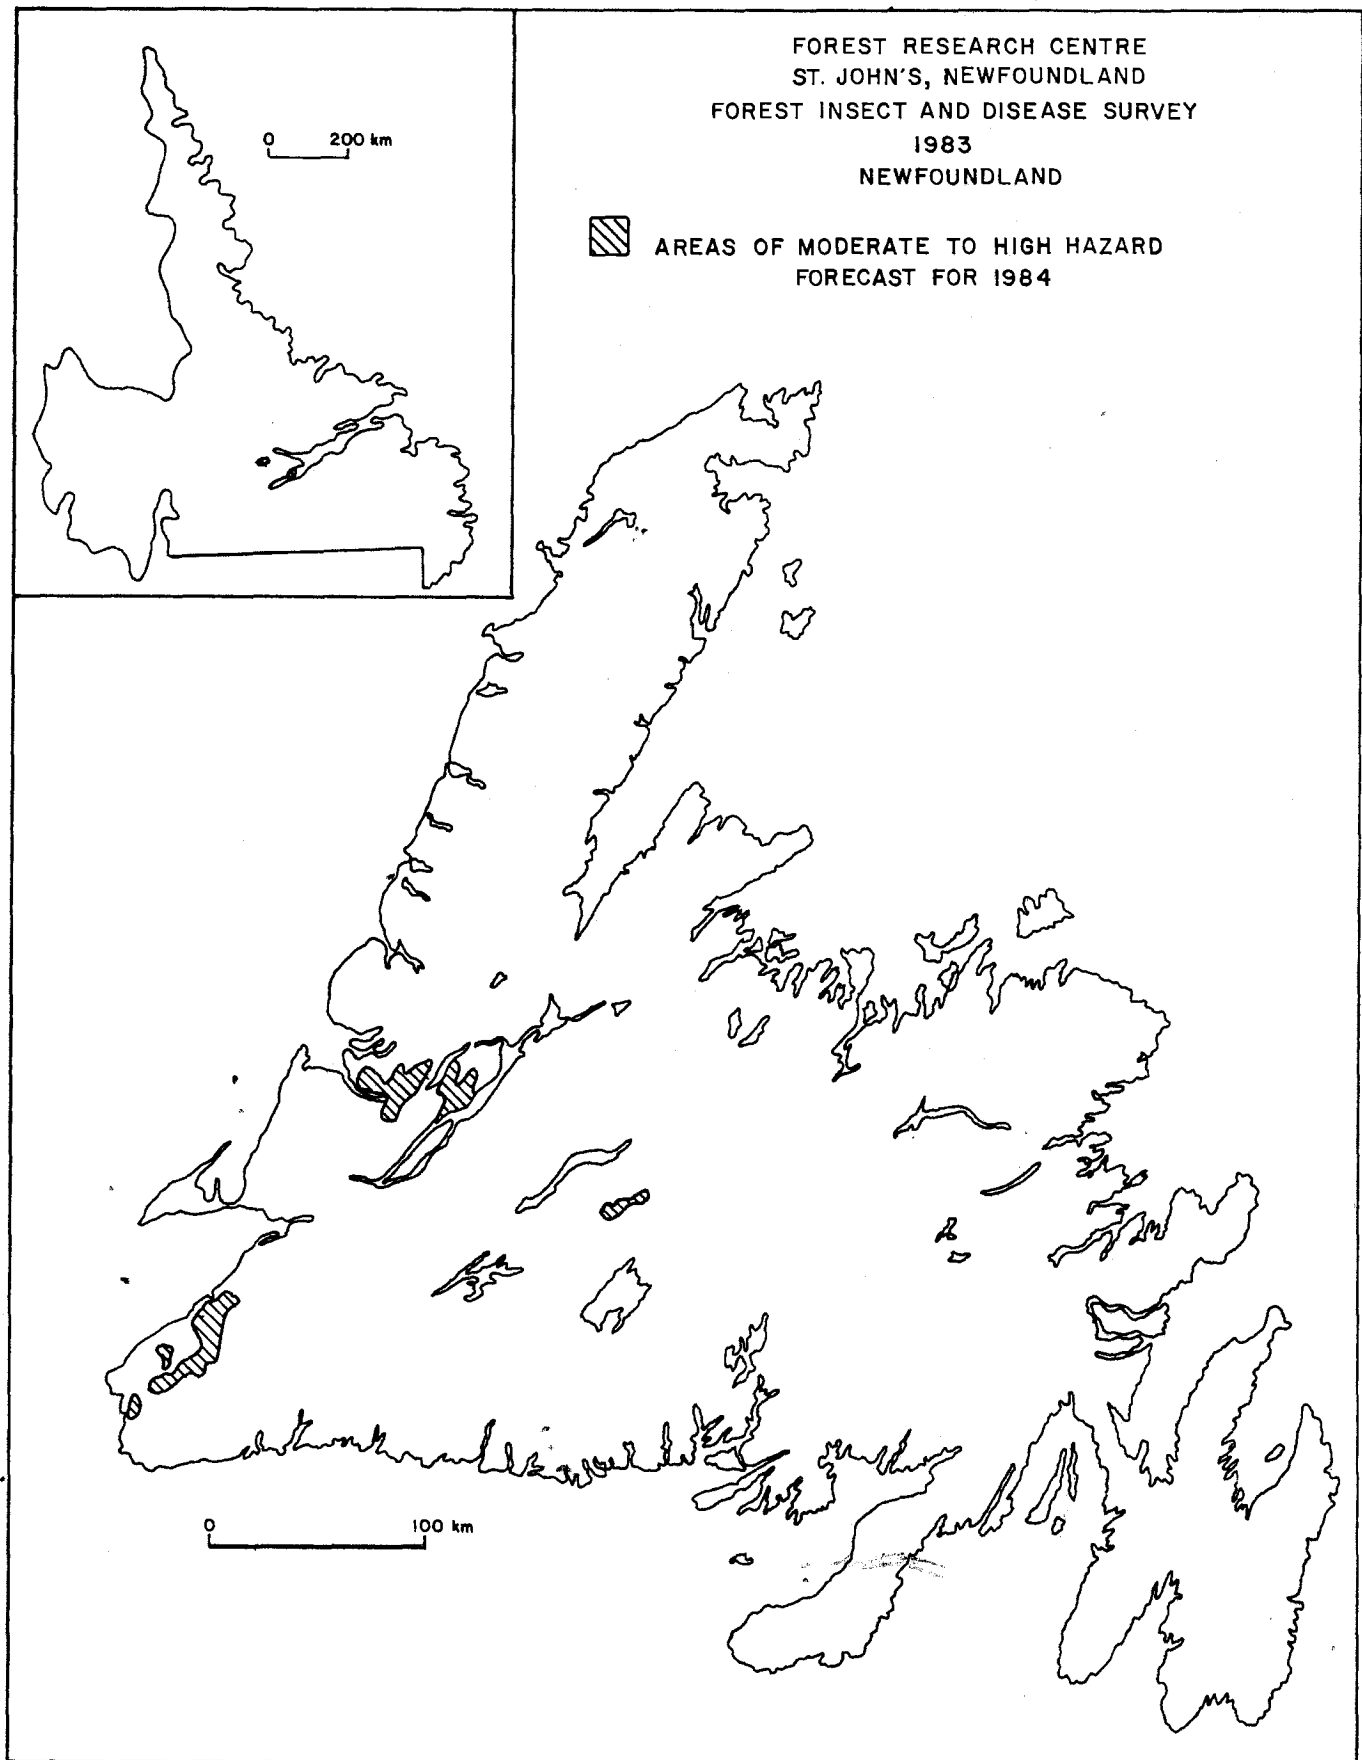 FOREST RESEARCH CENTRE
ST. JOHN'S, NEWFOUNDLAND
FOREST INSECT AND DISEASE SURVEY
1983
NEWFOUNDLAND
AREAS OF MODERATE TO HIGH HAZARD
FORECAST FOR 1984
0 200 km
0 100 km